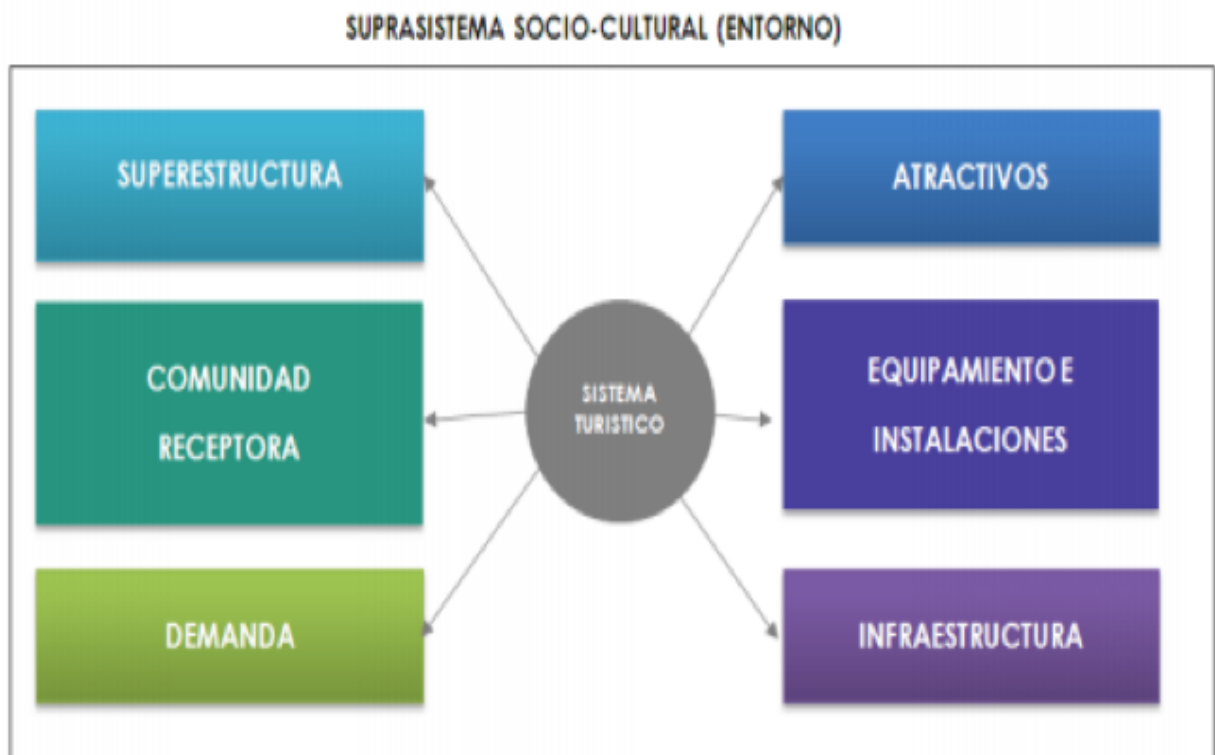 SUPRASISTEMA SOCIO-CULTURAL (ENTORNO)
SUPERESTRUCTURA
ATRACTIVOS
COMUNIDAD
RECEPTORA
SISTEMA
TURISTICO
EQUIPAMIENTO E
INSTALACIONES
DEMANDA
INFRAESTRUCTURA